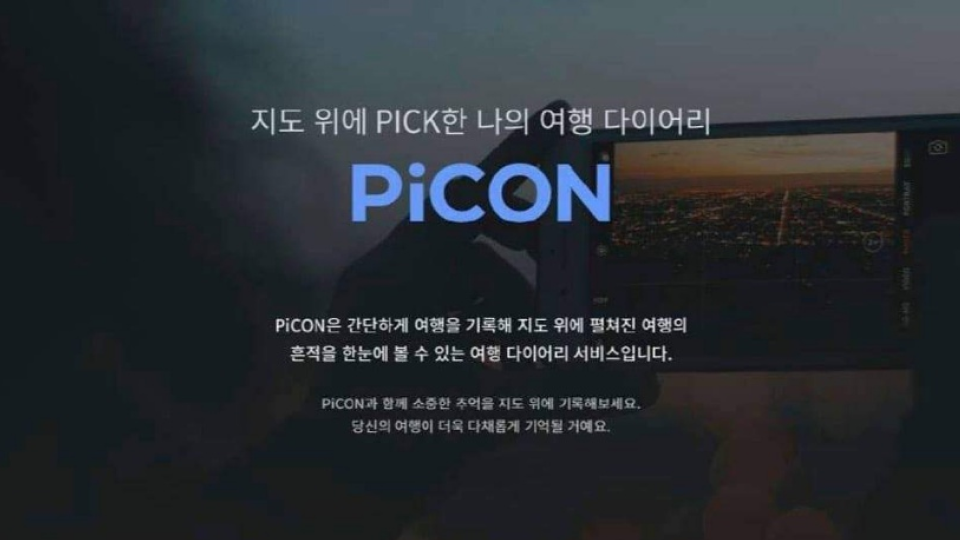 지도 위에 PICK한 나의 여행 다이어리
PiCON
PiCON은 간단하게 여행을 기록해 지도 위에 펼쳐진 여행의
흔적을 한눈에 볼 수 있는 여행 다이어리 서비스입니다.
PiCON과 함께 소중한 추억을 지도 위에 기록해보세요.
당신의 여행이 더욱 다채롭게 기억될 거예요.